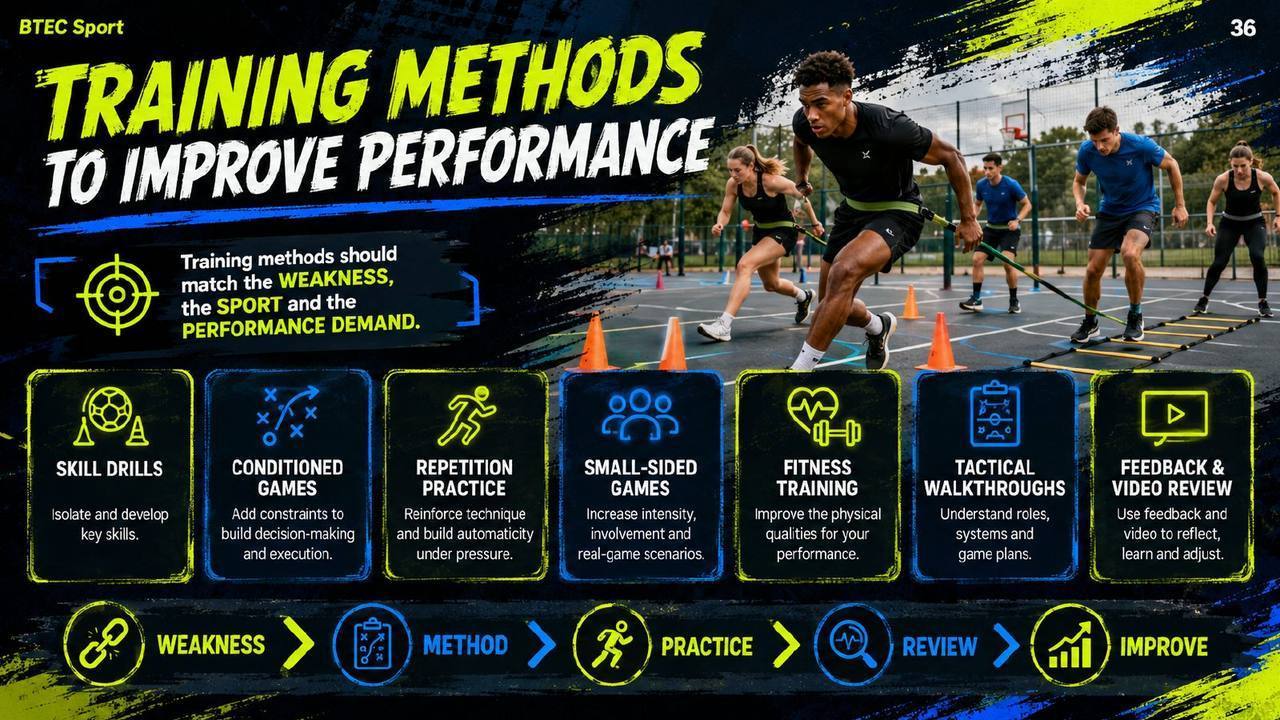 BTEC Sport
36
TRAINING METHODS
TO IMPROVE PERFORMANCE
Training methods should
match the WEAKNESS,
the SPORT and the
PERFORMANCE DEMAND.
SKILL DRILLS
Isolate and develop
key skills.
CONDITIONED
GAMES
Add constraints to
build decision-making
and execution.
REPETITION
PRACTICE
Reinforce technique
and build automaticity
under pressure.
SMALL-SIDED
GAMES
Increase intensity,
involvement and
real-game scenarios.
FITNESS
TRAINING
Improve the physical
qualities for your
performance.
TACTICAL
WALKTHROUGHS
Understand roles,
systems and
game plans.
FEEDBACK &
VIDEO REVIEW
Use feedback and
video to reflect,
learn and adjust.
WEAKNESS
METHOD
PRACTICE
REVIEW
IMPROVE